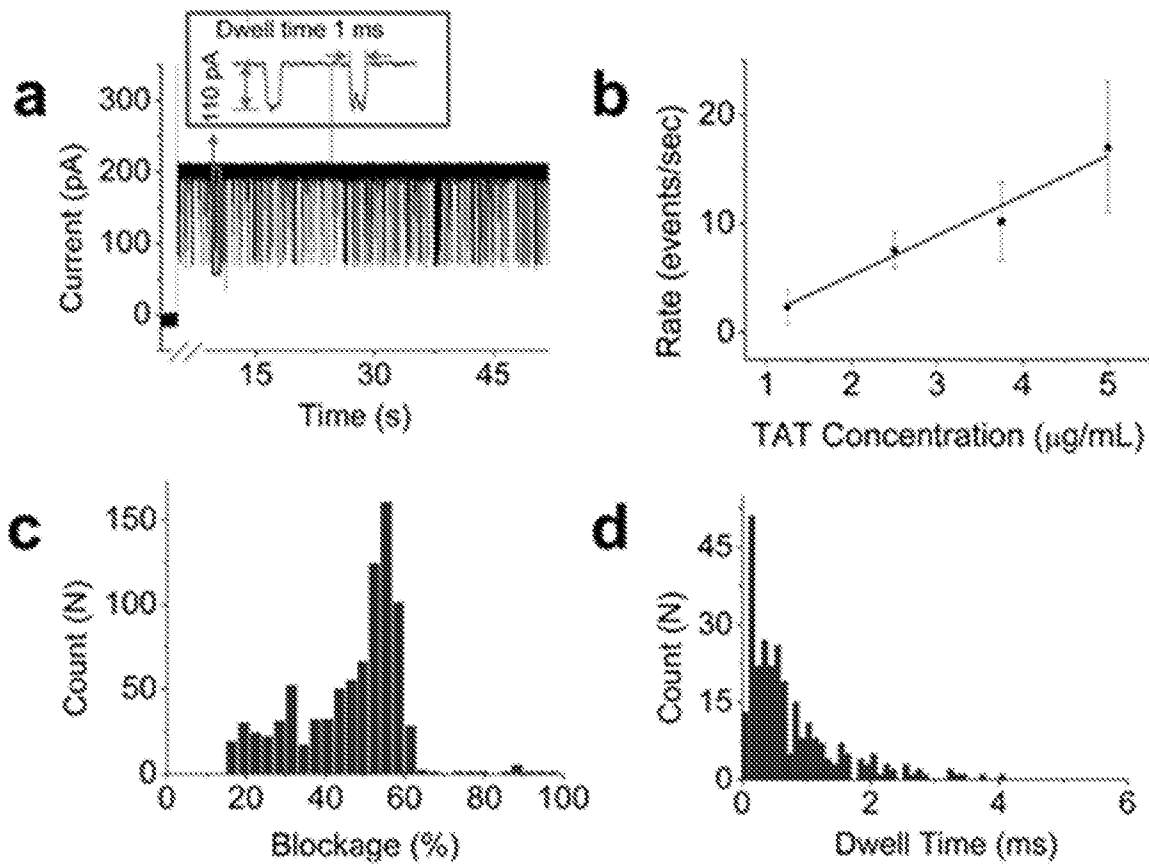 a
Dwell time 1 ms
110 pA
Current (pA)
300
200
100
0
15 30 45
Time (s)
b
Rate (events/sec)
20
10
0
1 2 3 4 5
TAT Concentration (μg/mL)
c
Count (N)
150
100
50
0
0 20 40 60 80 100
Blockage (%)
d
Count (N)
45
30
15
0
0 2 4 6
Dwell Time (ms)